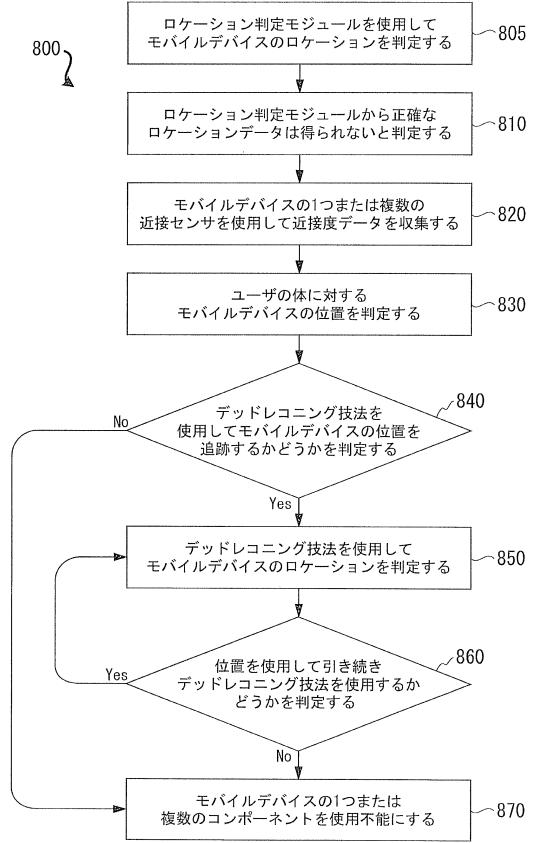 800
ロケーション判定モジュールを使用して
モバイルデバイスのロケーションを判定する
805
ロケーション判定モジュールから正確な
ロケーションデータは得られないと判定する
810
モバイルデバイスの1つまたは複数の
近接センサを使用して近接度データを収集する
820
ユーザの体に対する
モバイルデバイスの位置を判定する
830
デッドレコニング技法を
使用してモバイルデバイスの位置を
追跡するかどうかを判定する
840
No
Yes
デッドレコニング技法を使用して
モバイルデバイスのロケーションを判定する
850
位置を使用して引き続き
デッドレコニング技法を使用するか
どうかを判定する
860
Yes
No
モバイルデバイスの1つまたは
複数のコンポーネントを使用不能にする
870